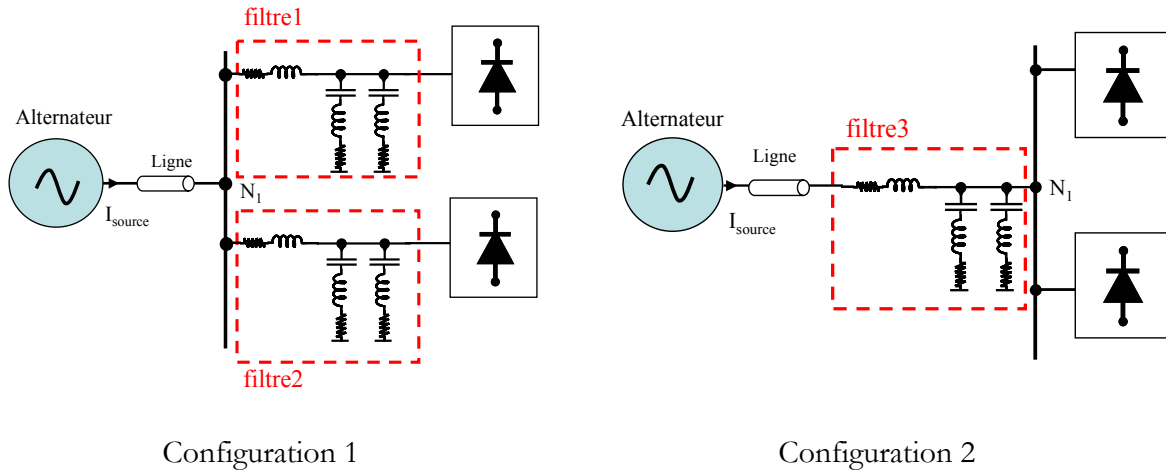 filtre1
Alternateur
Ligne
N1
Isource
filtre2
Configuration 1
Alternateur
filtre3
Ligne
N1
Isource
Configuration 2